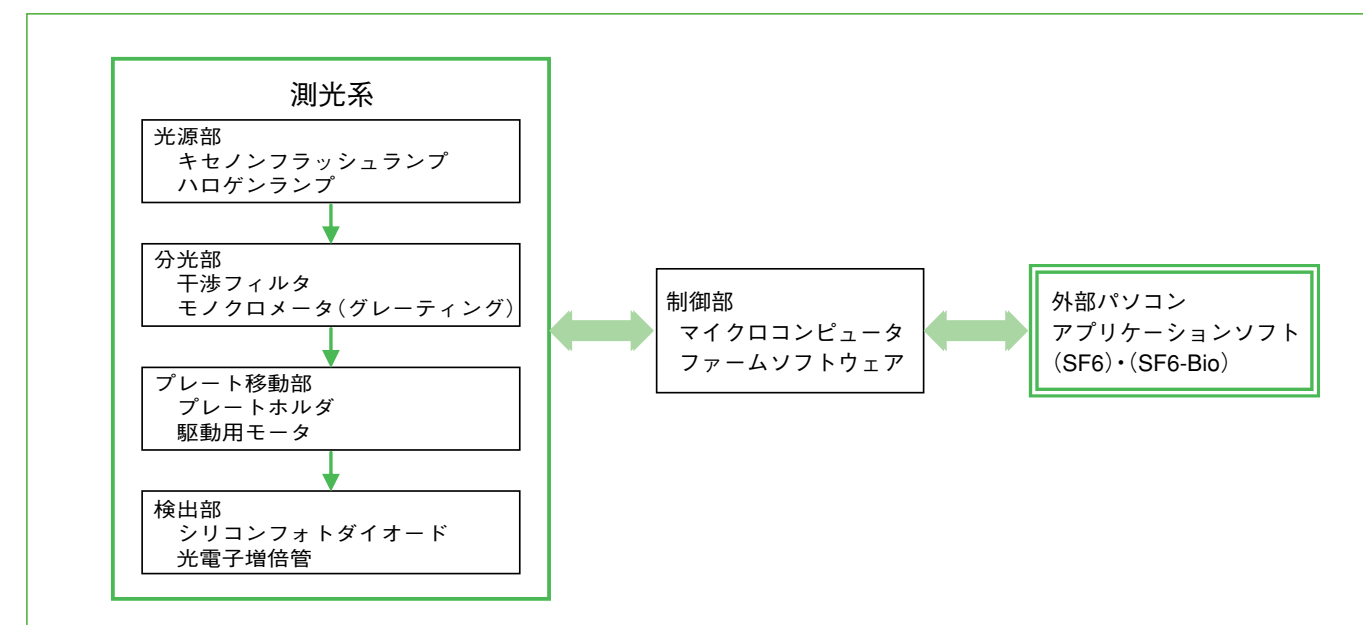 測光系
光源部
キセノンフラッシュランプ
ハロゲンランプ
分光部
干渉フィルタ
モノクロメータ(グレーティング)
プレート移動部
プレートホルダ
駆動用モータ
検出部
シリコンフォトダイオード
光電子増倍管
制御部
マイクロコンピュータ
ファームソフトウェア
外部パソコン
アプリケーションソフト
(SF6)・(SF6-Bio)